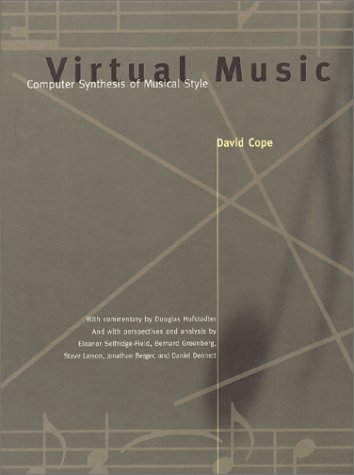 Virtual Music
Computer Synthesis of Musical Style
David Cope
With commentary by Douglas Hofstadter
And with perspectives and analysis by
Eleanor Selfridge-Field, Bernard Greenberg,
Steve Larson, Jonathan Berger, and Daniel Dennett